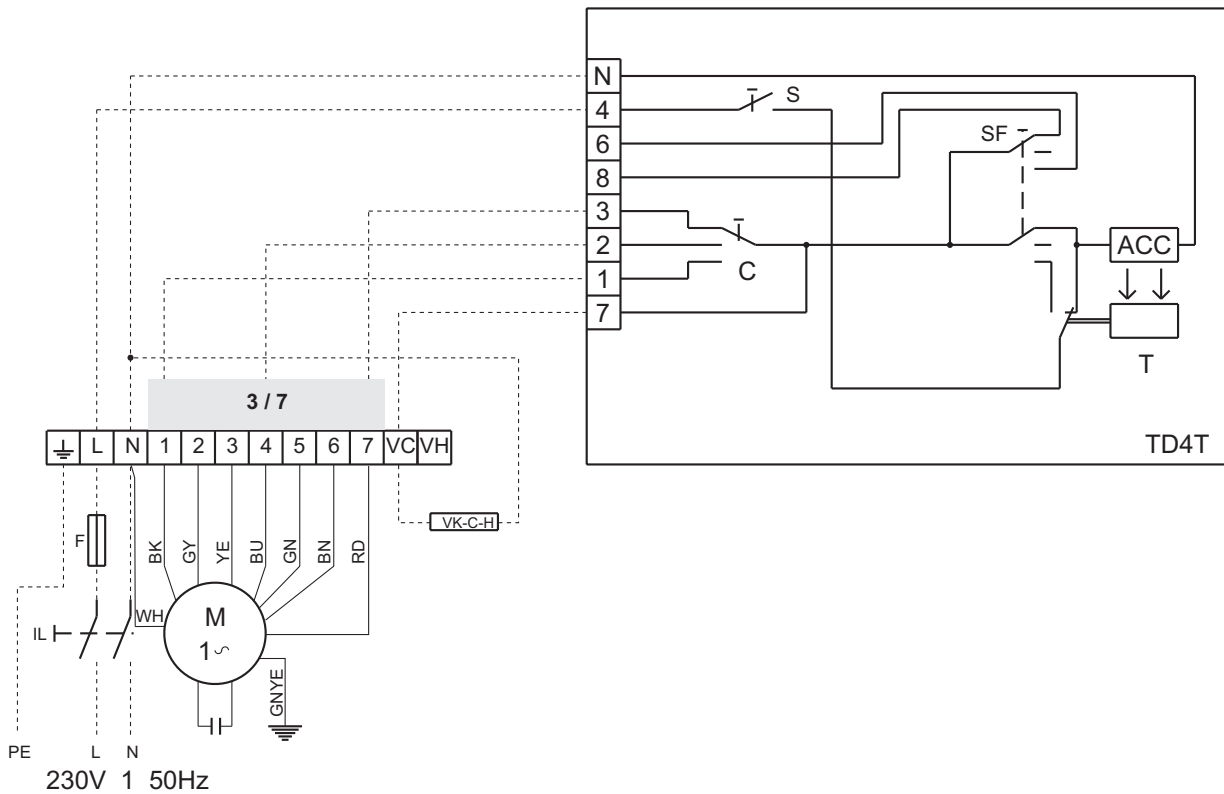 N
4
S
6
SF
8
3
2
ACC
1
C
7
T
3 / 7
TD4T
L N 1 2 3 4 5 6 7 VC VH
VK-C-H
F
BK GY YE BU GN BN RD
WH
M
1~
IL
GNYE
PE L N
230V 1 50Hz